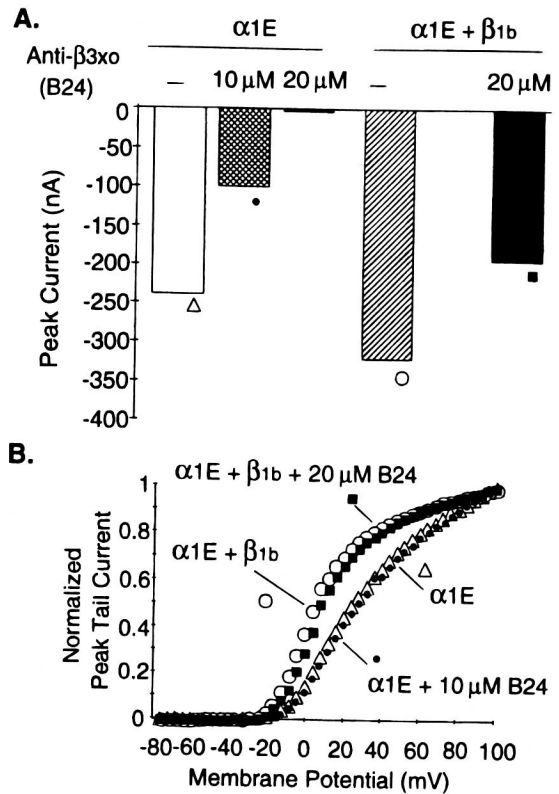 A.
α1E α1E + β1b
Anti-β3xo
(B24) – 10 μM 20 μM – 20 μM
0
-50
-100
-150
-200
-250
-300
-350
-400
Peak Current (nA)
B.
α1E + β1b + 20 μM B24
α1E + β1b
α1E
α1E + 10 μM B24
1
0.8
0.6
0.4
0.2
0
Normalized
Peak Tail Current
-80 -60 -40 -20 0 20 40 60 80 100
Membrane Potential (mV)